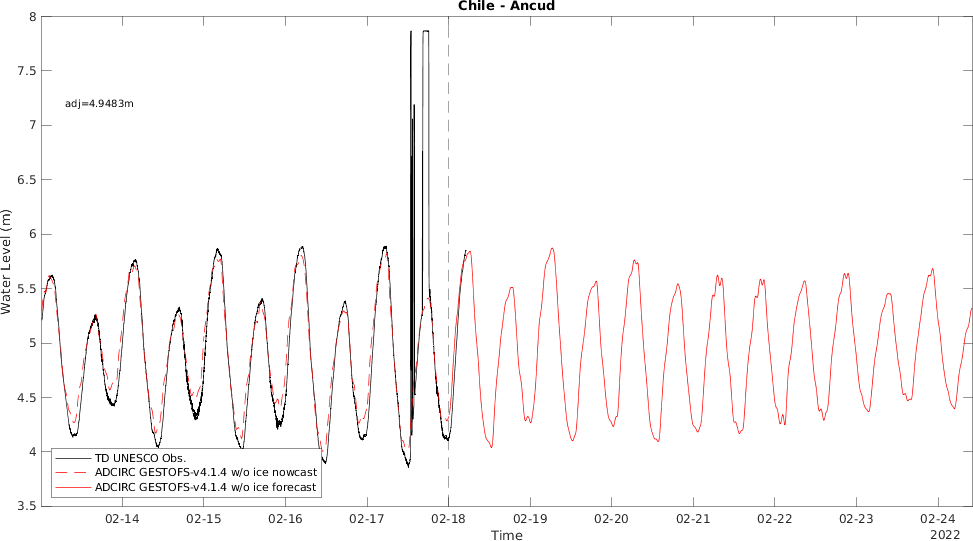 Chile - Ancud
8
7.5
7
6.5
6
5.5
5
4.5
4
3.5
Water Level (m)
adj=4.9483m
TD UNESCO Obs.
ADCIRC GESTOFS-v4.1.4 w/o ice nowcast
ADCIRC GESTOFS-v4.1.4 w/o ice forecast
02-14 02-15 02-16 02-17 02-18 02-19 02-20 02-21 02-22 02-23 02-24
Time
2022